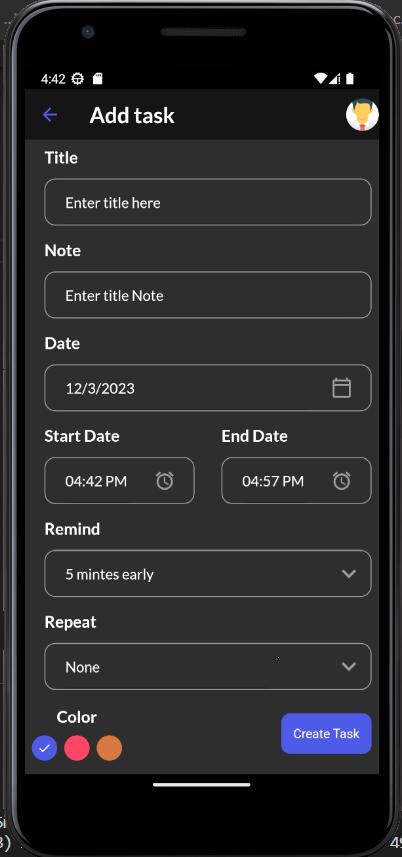 4:42
Add task
Title
Enter title here
Note
Enter title Note
Date
12/3/2023
Start Date End Date
04:42 PM 04:57 PM
Remind
5 mintes early
Repeat
None
Color
Create Task